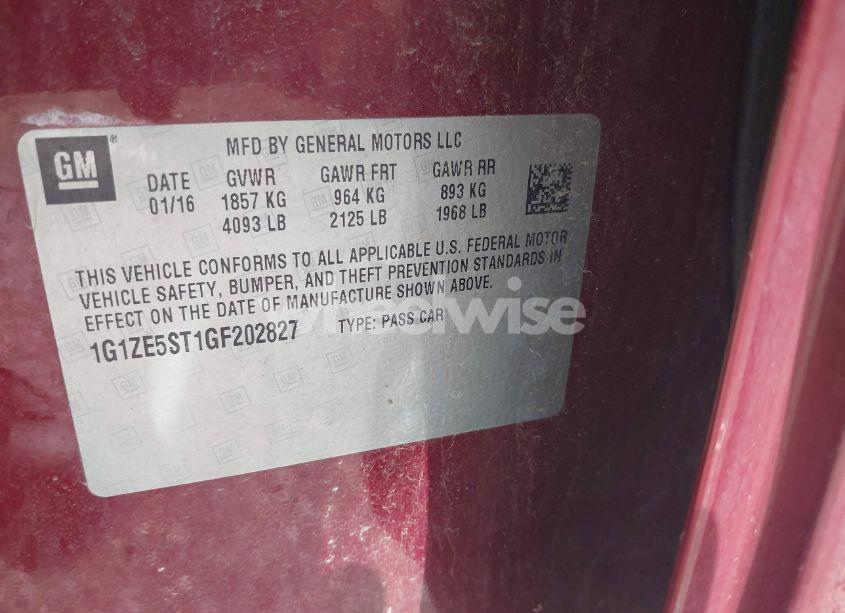 GM ®
MFD BY GENERAL MOTORS LLC
DATE GVWR GAWR FRT GAWR RR
01/16 1857 KG 964 KG 893 KG
4093 LB 2125 LB 1968 LB
THIS VEHICLE CONFORMS TO ALL APPLICABLE U.S. FEDERAL MOTOR
VEHICLE SAFETY, BUMPER, AND THEFT PREVENTION STANDARDS IN
EFFECT ON THE DATE OF MANUFACTURE SHOWN ABOVE.
1G1ZE5ST1GF202827 TYPE: PASS CAR
wheelwise